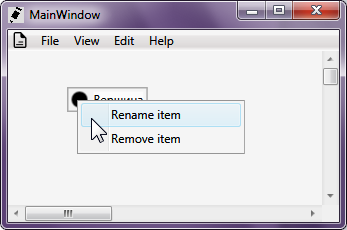 MainWindow
File View Edit Help
Вершина
Rename item
Remove item